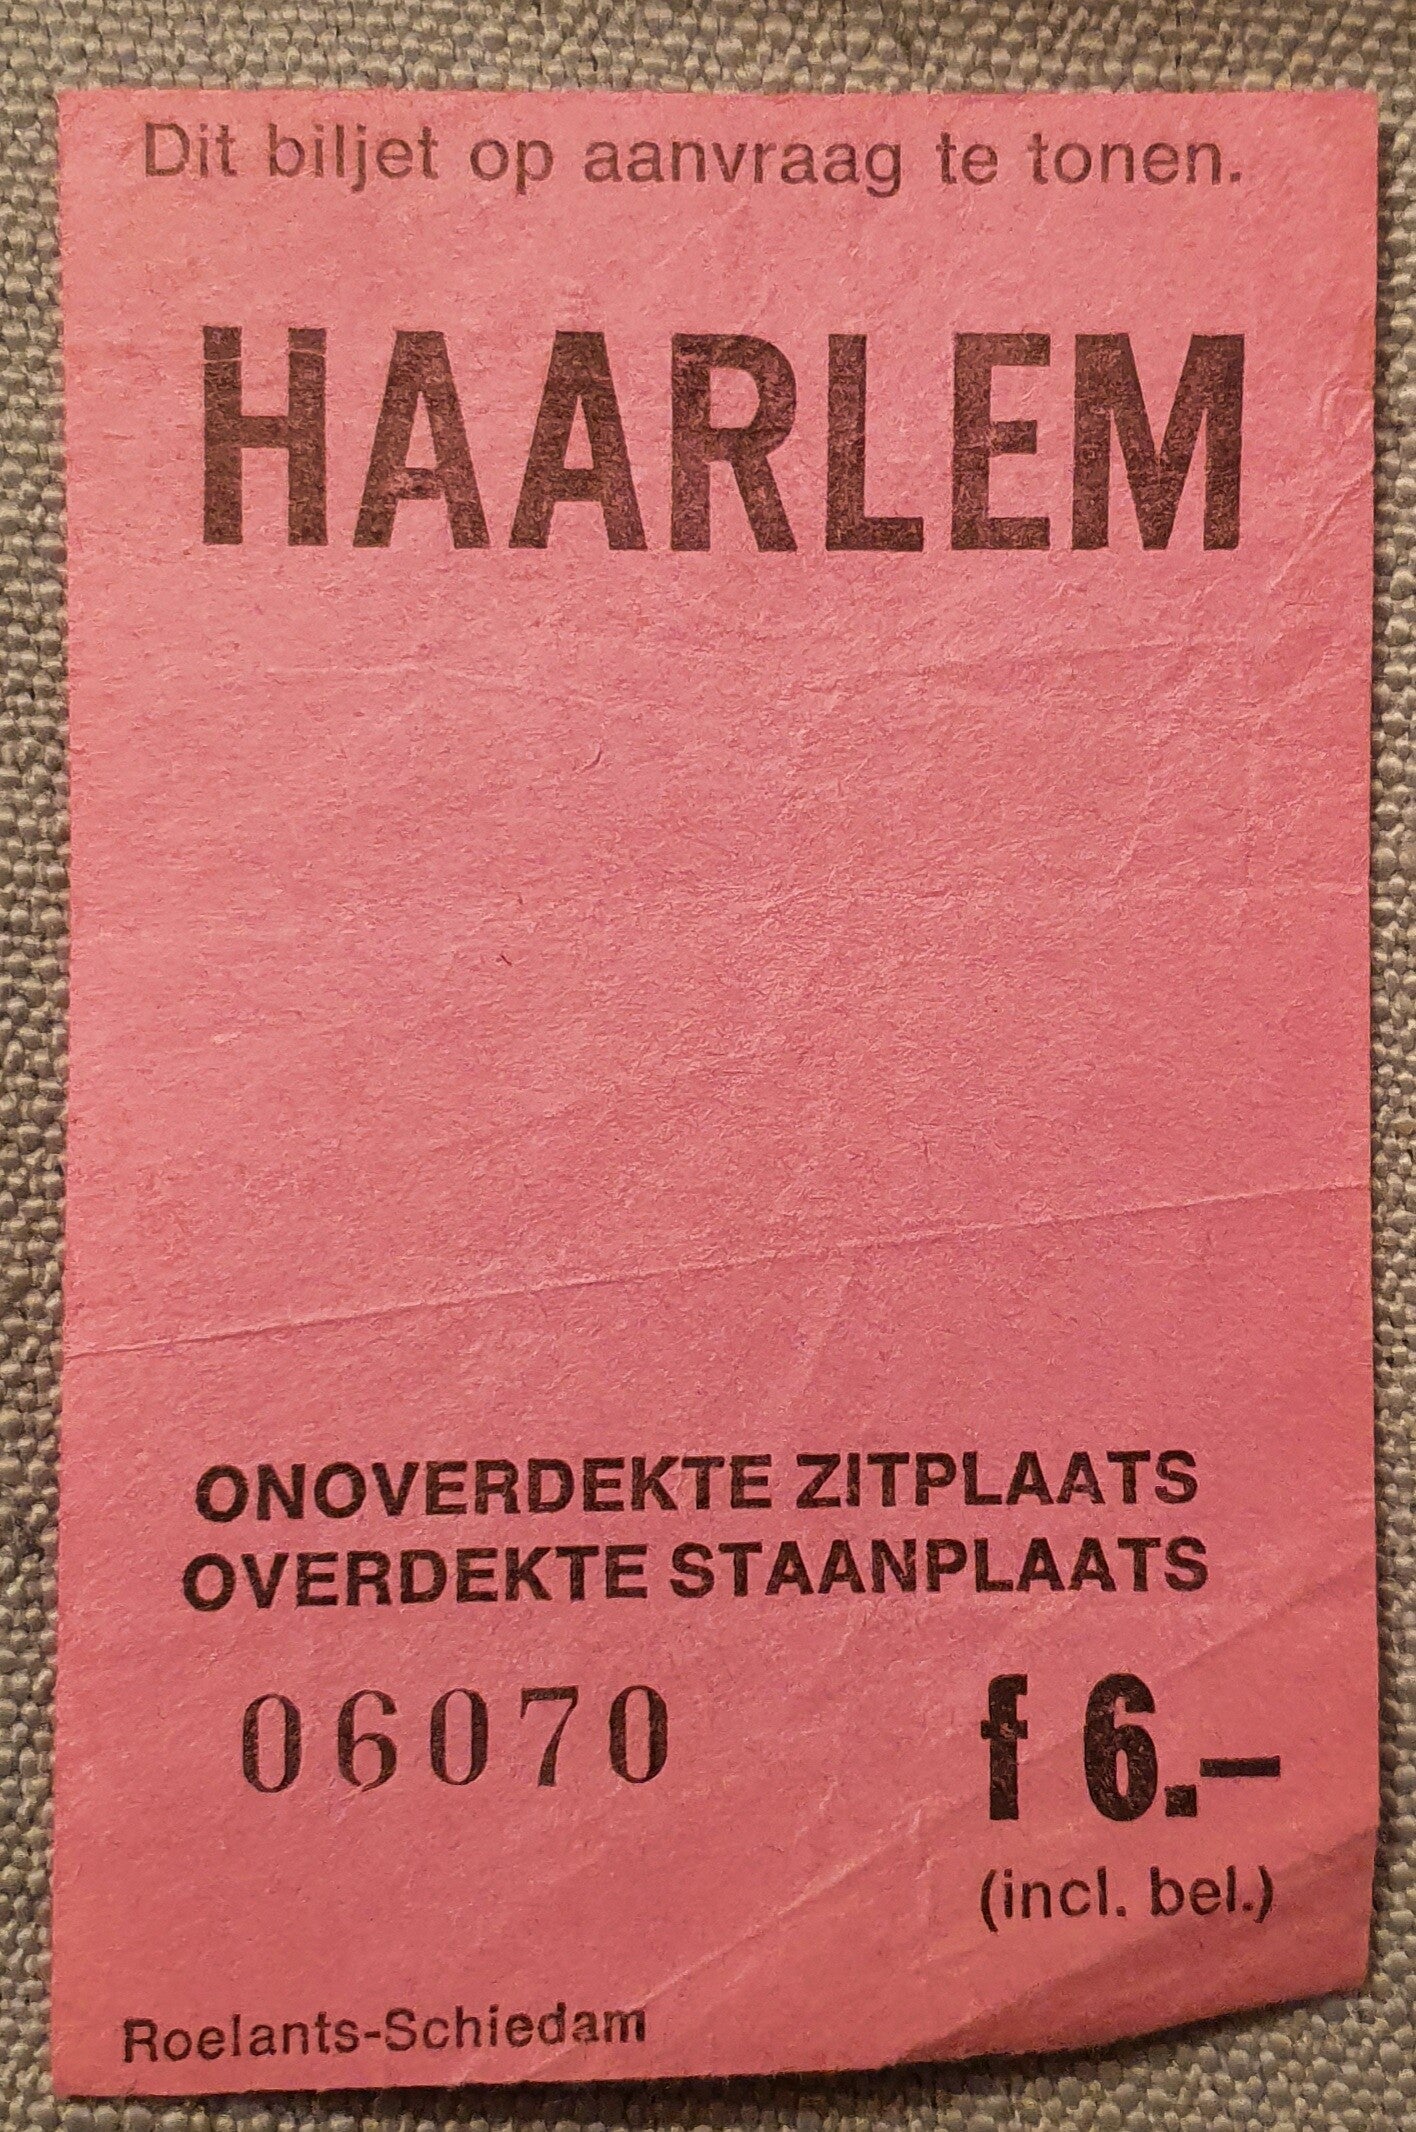 Dit biljet op aanvraag te tonen.
HAARLEM
ONOVERDEKTE ZITPLAATS
OVERDEKTE STAANPLAATS
06070
f 6.–
(incl. bel.)
Roelants-Schiedam